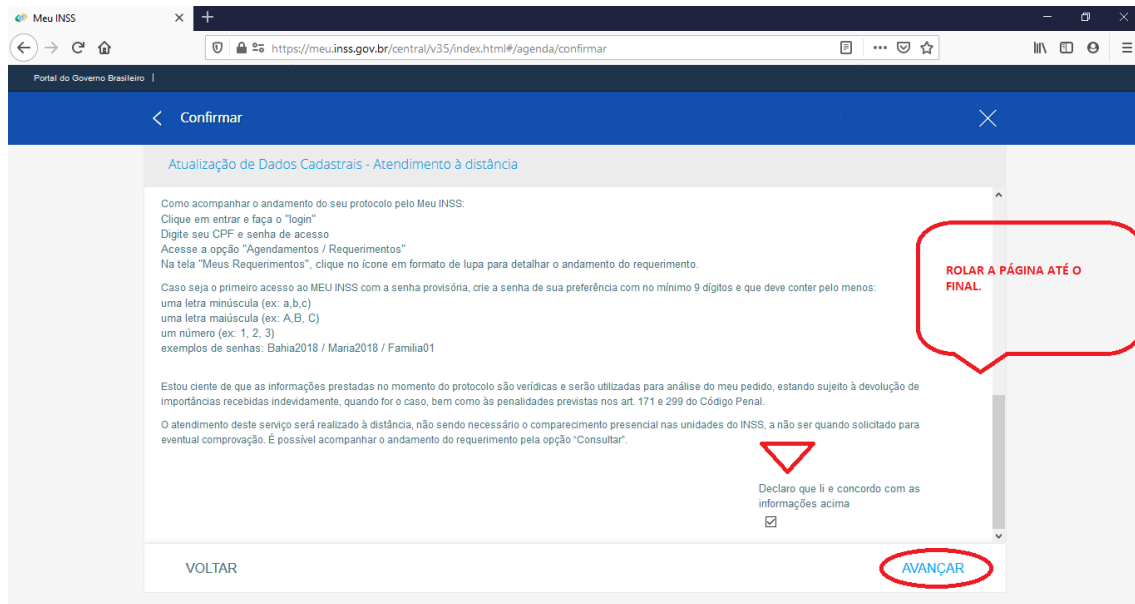 Meu INSS
https://meu.inss.gov.br/central/v35/index.html#/agenda/confirmar
Portal do Governo Brasileiro |
Confirmar
Atualização de Dados Cadastrais - Atendimento à distância
Como acompanhar o andamento do seu protocolo pelo Meu INSS:
Clique em entrar e faça o "login"
Digite seu CPF e senha de acesso
Acesse a opção "Agendamentos / Requerimentos"
Na tela "Meus Requerimentos", clique no ícone em formato de lupa para detalhar o andamento do requerimento.
Caso seja o primeiro acesso ao MEU INSS com a senha provisória, crie a senha de sua preferência com no mínimo 9 dígitos e que deve conter pelo menos:
uma letra minúscula (ex: a,b,c)
uma letra maiúscula (ex: A,B, C)
um número (ex: 1, 2, 3)
exemplos de senhas: Bahia2018 / Maria2018 / Familia01
ROLAR A PÁGINA ATÉ O
FINAL.
Estou ciente de que as informações prestadas no momento do protocolo são verídicas e serão utilizadas para análise do meu pedido, estando sujeito à devolução de
importâncias recebidas indevidamente, quando for o caso, bem como às penalidades previstas nos art. 171 e 299 do Código Penal.
O atendimento deste serviço será realizado à distância, não sendo necessário o comparecimento presencial nas unidades do INSS, a não ser quando solicitado para
eventual comprovação. É possível acompanhar o andamento do requerimento pela opção "Consultar".
Declaro que li e concordo com as
informações acima
VOLTAR
AVANÇAR